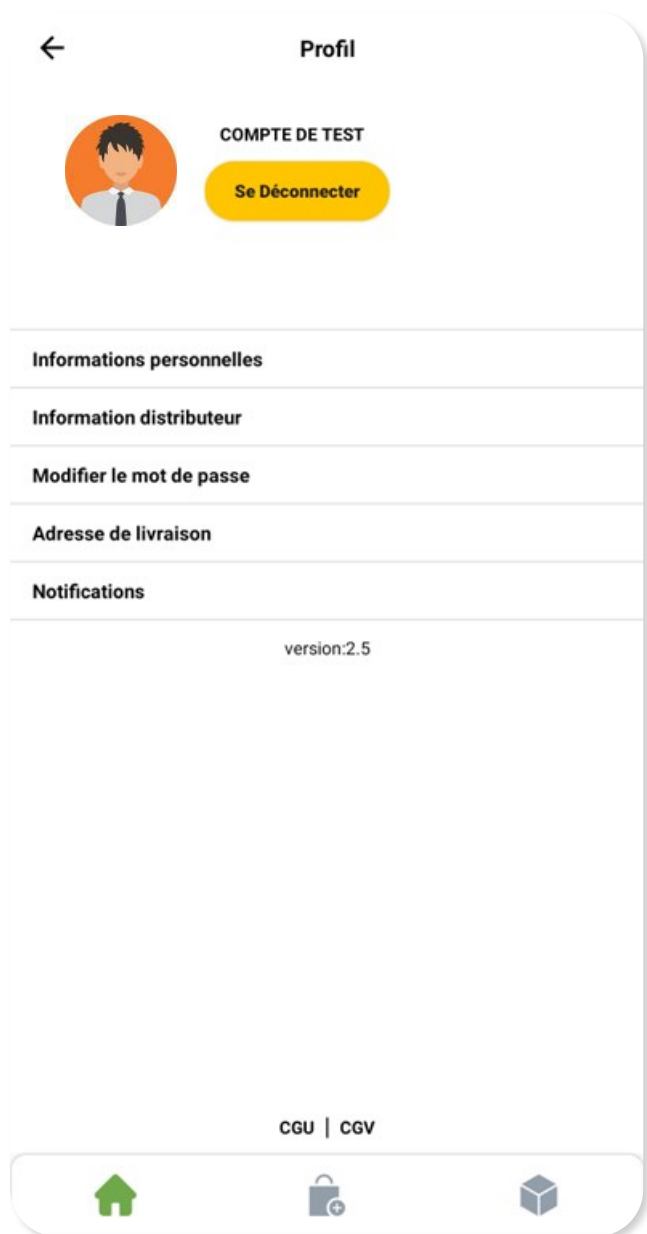 Profil
COMPTE DE TEST
Se Déconnecter
Informations personnelles
Information distributeur
Modifier le mot de passe
Adresse de livraison
Notifications
version:2.5
CGU | CGV